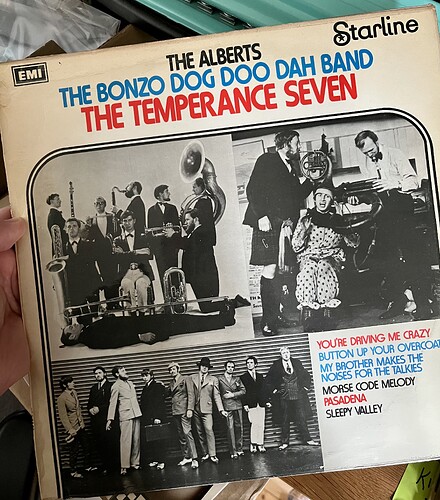 Starline
EMI
THE ALBERTS
THE BONZO DOG DOO DAH BAND
THE TEMPERANCE SEVEN
YOU'RE DRIVING ME CRAZY
BUTTON UP YOUR OVERCOAT
MY BROTHER MAKES THE
NOISES FOR THE TALKIES
MORSE CODE MELODY
PASADENA
SLEEPY VALLEY